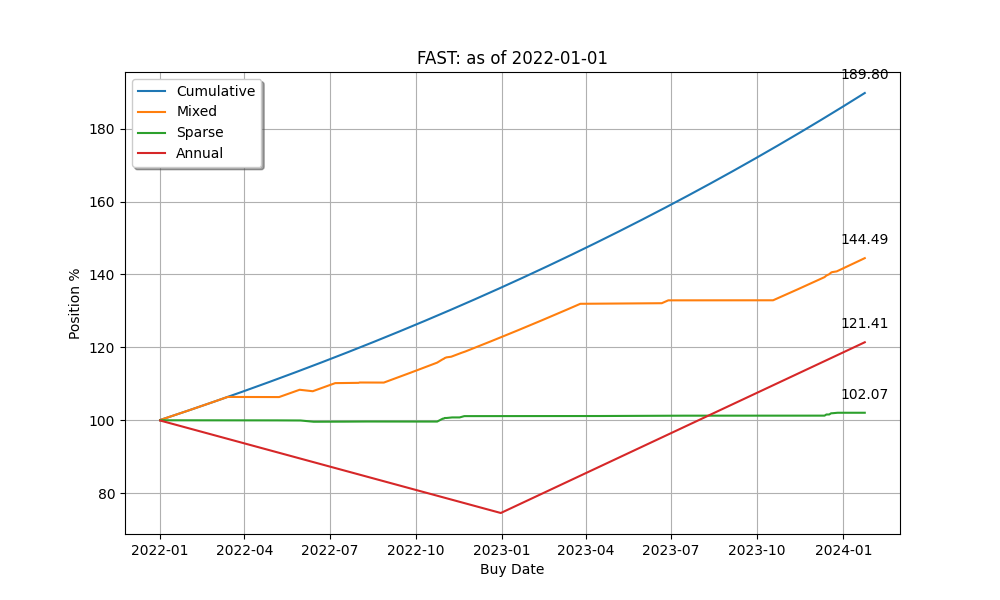 FAST: as of 2022-01-01
Cumulative
Mixed
Sparse
Annual
189.80
144.49
121.41
102.07
180
160
140
120
100
80
Position %
2022-01 2022-04 2022-07 2022-10 2023-01 2023-04 2023-07 2023-10 2024-01
Buy Date